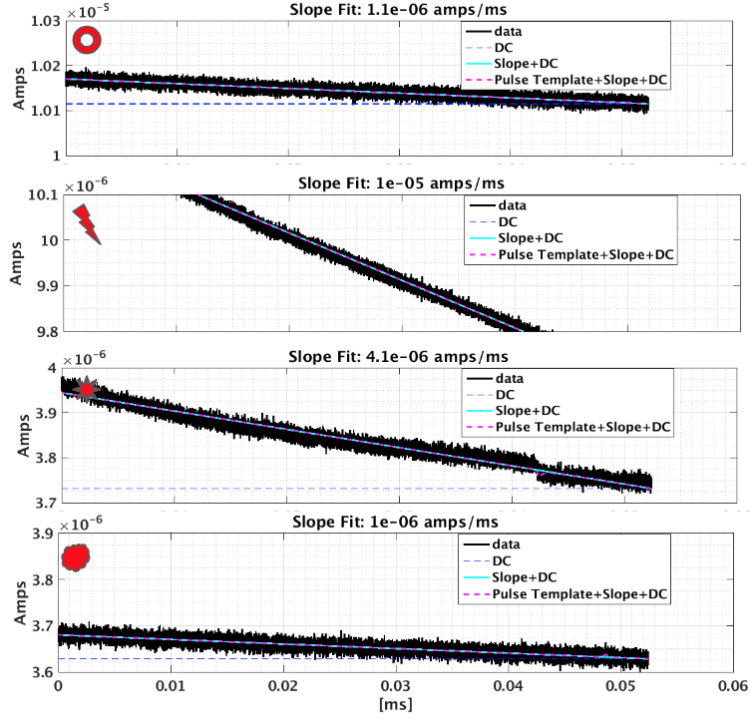 Slope Fit: 1.1e-06 amps/ms
×10⁻⁵
1.03
1.02
1.01
1
Amps
data
DC
Slope+DC
Pulse Template+Slope+DC
Slope Fit: 1e-05 amps/ms
×10⁻⁶
10.1
10
9.9
9.8
Amps
data
DC
Slope+DC
Pulse Template+Slope+DC
Slope Fit: 4.1e-06 amps/ms
×10⁻⁶
4
3.9
3.8
3.7
Amps
data
DC
Slope+DC
Pulse Template+Slope+DC
Slope Fit: 1e-06 amps/ms
×10⁻⁶
3.9
3.8
3.7
3.6
Amps
data
DC
Slope+DC
Pulse Template+Slope+DC
0 0.01 0.02 0.03 0.04 0.05 0.06
[ms]